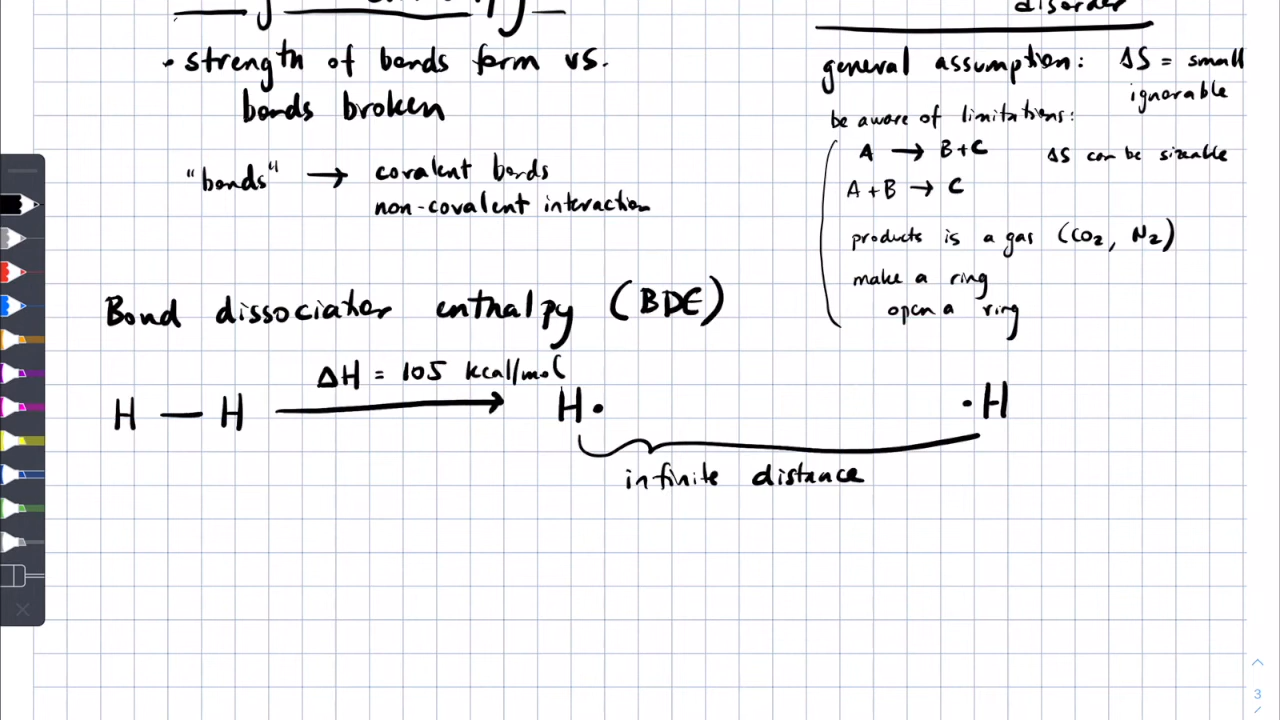 • strength of bonds form vs.
bonds broken
"bonds" → covalent bonds
non-covalent interaction
disorder
general assumption: ΔS = small
ignorable
be aware of limitations:
A → B+C ΔS can be sizeable
A+B → C
products is a gas (CO₂, N₂)
make a ring
open a ring
Bond dissociation enthalpy (BDE)
ΔH = 105 kcal/mol
H — H → H• •H
infinite distance
3